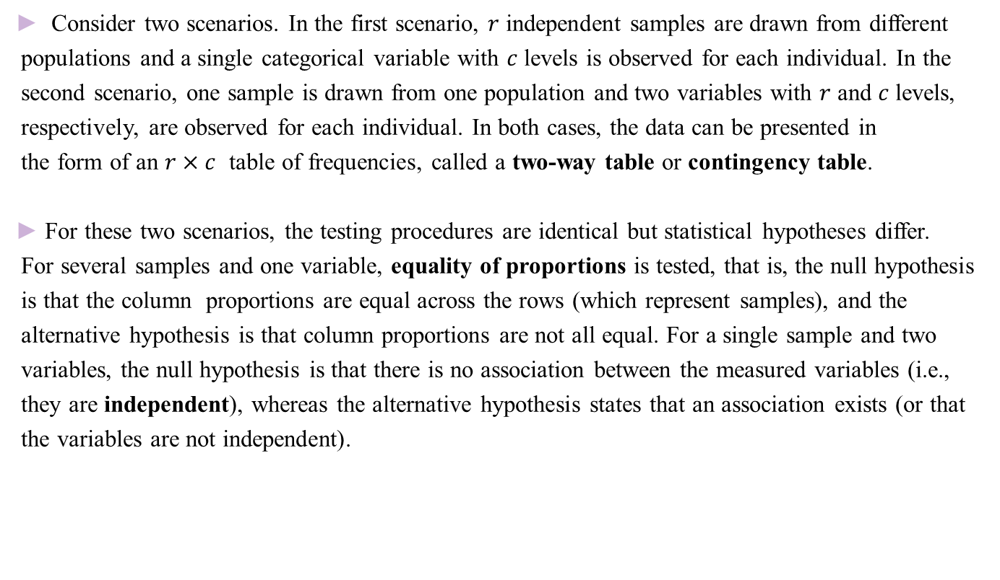 ► Consider two scenarios. In the first scenario, r independent samples are drawn from different
populations and a single categorical variable with c levels is observed for each individual. In the
second scenario, one sample is drawn from one population and two variables with r and c levels,
respectively, are observed for each individual. In both cases, the data can be presented in
the form of an r × c table of frequencies, called a two-way table or contingency table.
► For these two scenarios, the testing procedures are identical but statistical hypotheses differ.
For several samples and one variable, equality of proportions is tested, that is, the null hypothesis
is that the column proportions are equal across the rows (which represent samples), and the
alternative hypothesis is that column proportions are not all equal. For a single sample and two
variables, the null hypothesis is that there is no association between the measured variables (i.e.,
they are independent), whereas the alternative hypothesis states that an association exists (or that
the variables are not independent).